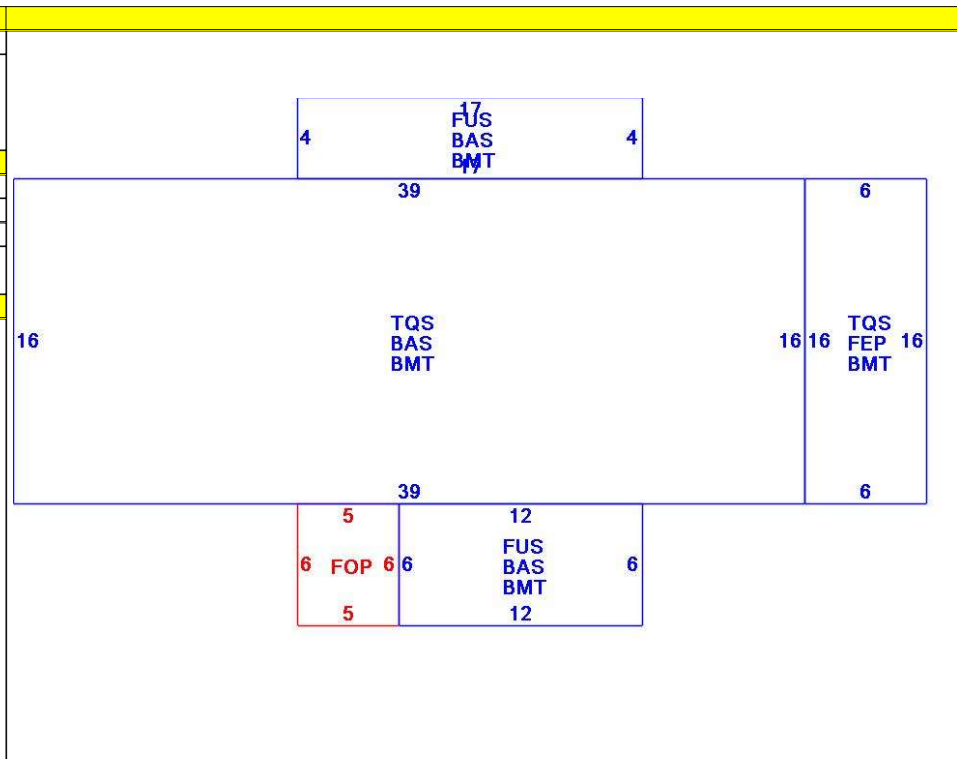 17
FUS
4 BAS 4
BMT
17
39 6
TQS TQS
16 BAS 16 16 FEP 16
BMT BMT
39 6
5 12
FUS
6 FOP 6 6 BAS 6
BMT
5 12